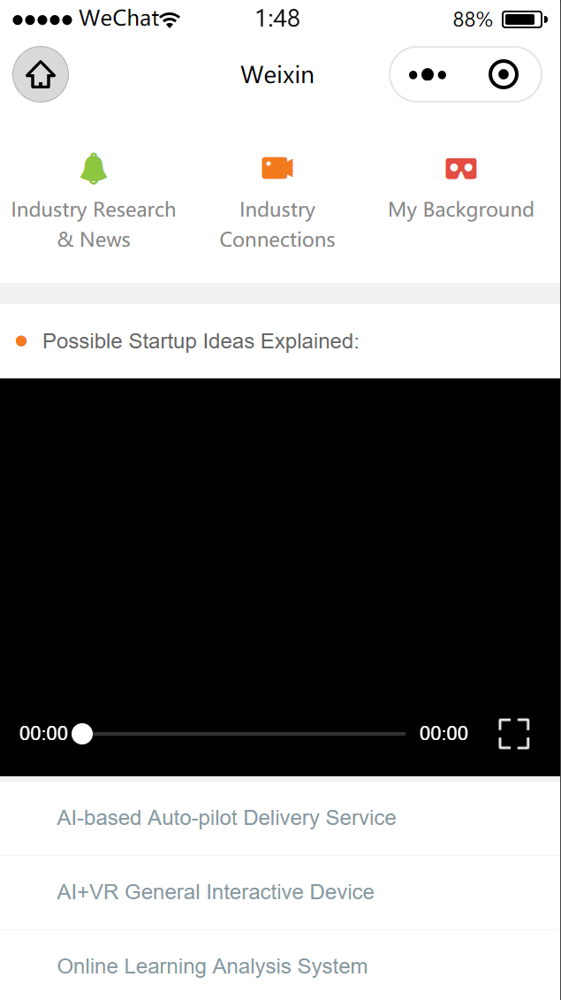 WeChat 1:48 88%
Weixin
Industry Research
& News
Industry
Connections
My Background
Possible Startup Ideas Explained:
00:00 00:00
AI-based Auto-pilot Delivery Service
AI+VR General Interactive Device
Online Learning Analysis System